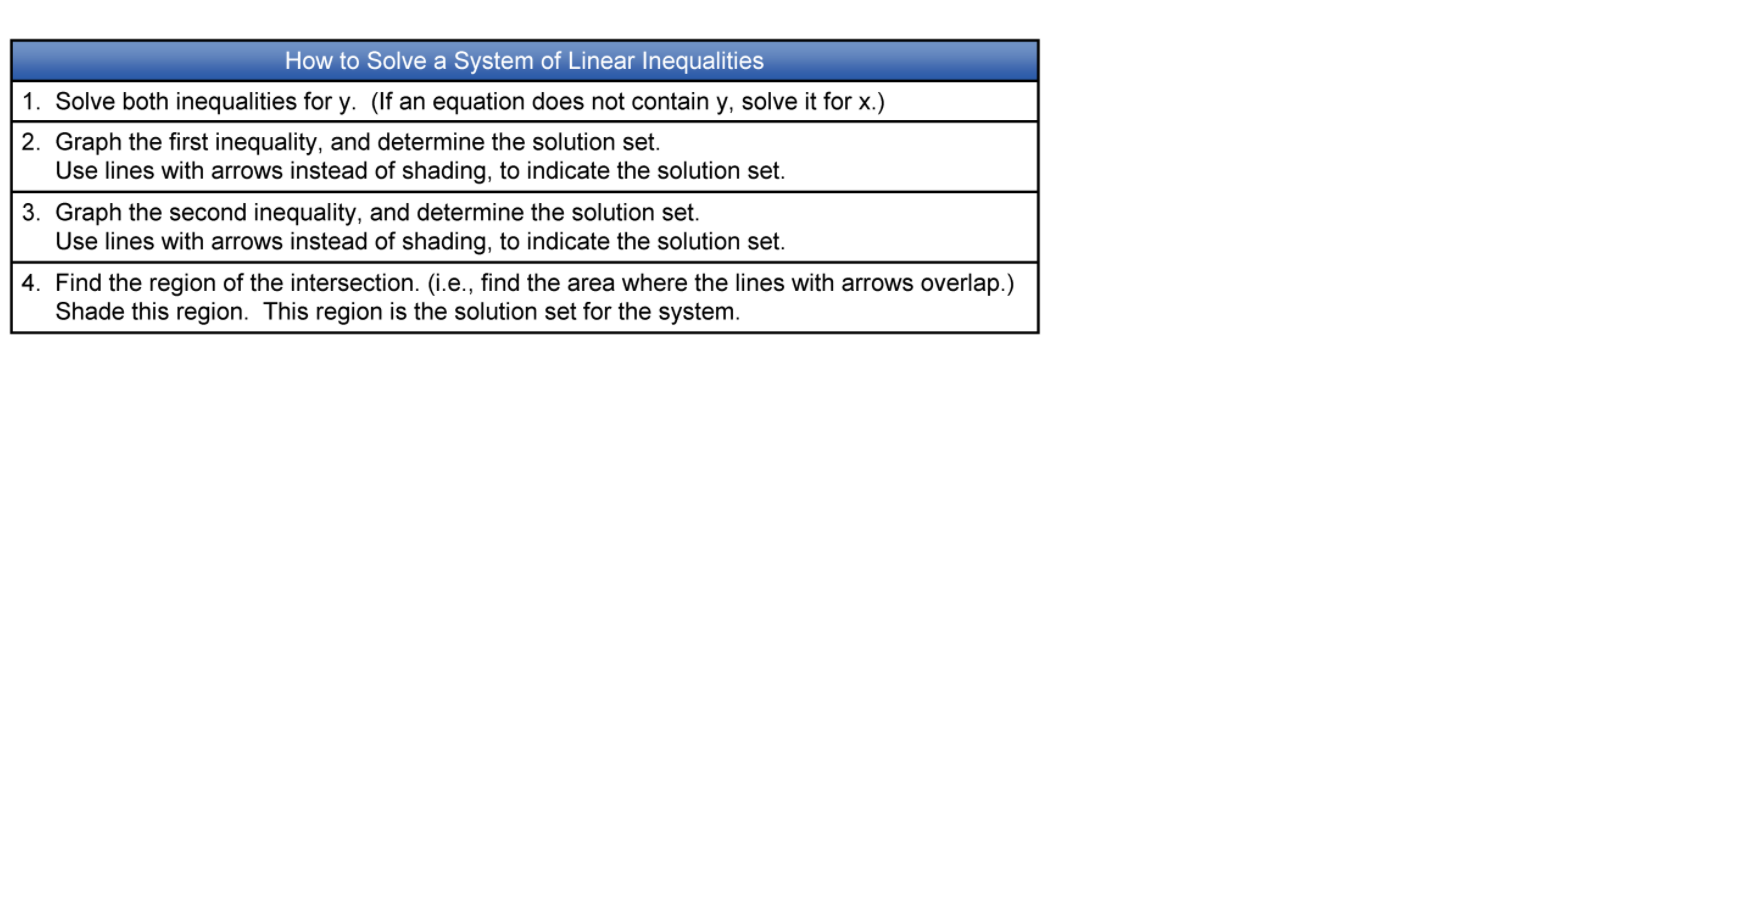 How to Solve a System of Linear Inequalities
1. Solve both inequalities for y. (If an equation does not contain y, solve it for x.)
2. Graph the first inequality, and determine the solution set.
Use lines with arrows instead of shading, to indicate the solution set.
3. Graph the second inequality, and determine the solution set.
Use lines with arrows instead of shading, to indicate the solution set.
4. Find the region of the intersection. (i.e., find the area where the lines with arrows overlap.)
Shade this region. This region is the solution set for the system.